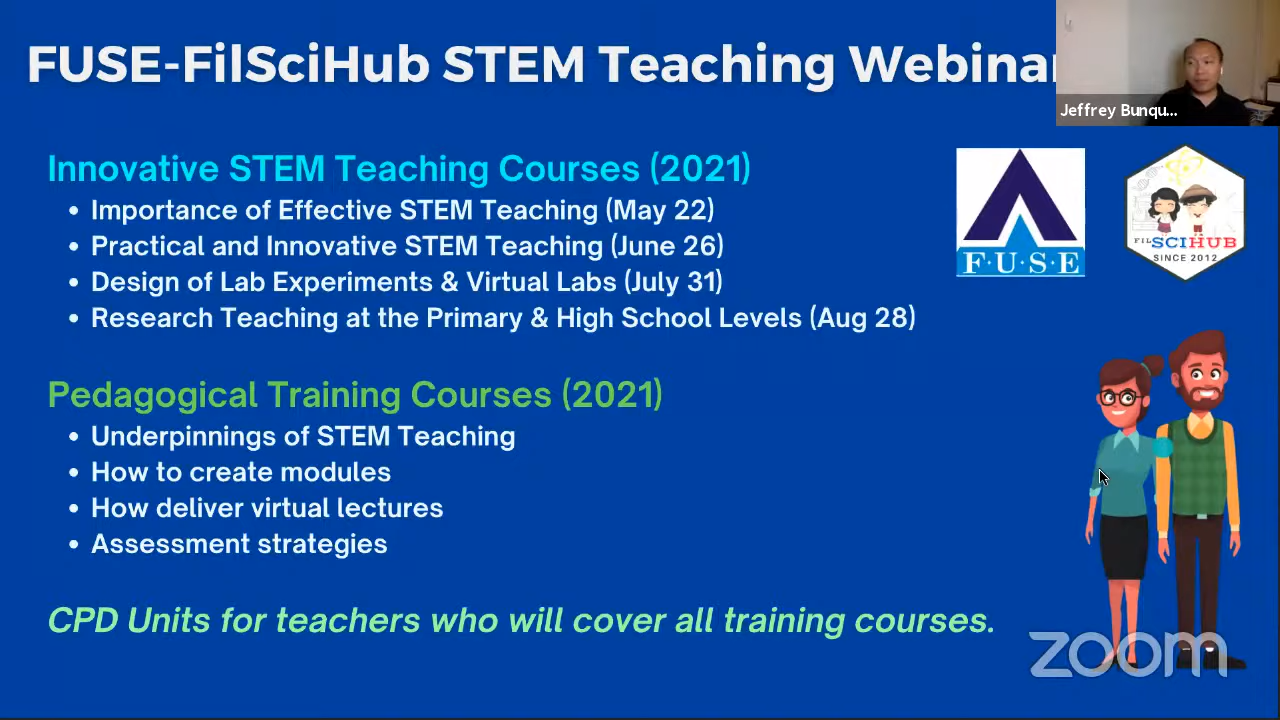 FUSE-FilSciHub STEM Teaching Webinar
Jeffrey Bunqu...
Innovative STEM Teaching Courses (2021)
• Importance of Effective STEM Teaching (May 22)
• Practical and Innovative STEM Teaching (June 26)
• Design of Lab Experiments & Virtual Labs (July 31)
• Research Teaching at the Primary & High School Levels (Aug 28)
F·U·S·E
FIL SCIHUB
SINCE 2012
Pedagogical Training Courses (2021)
• Underpinnings of STEM Teaching
• How to create modules
• How deliver virtual lectures
• Assessment strategies
CPD Units for teachers who will cover all training courses.
zoom